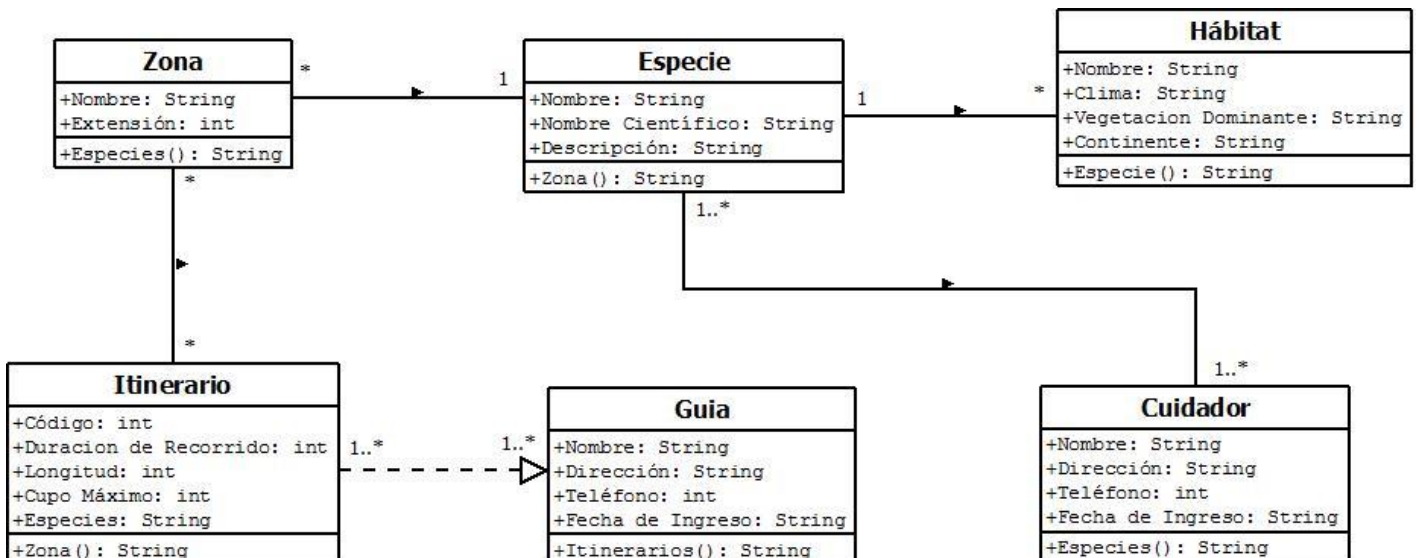 Zona
+Nombre: String
+Extensión: int
+Especies(): String
*
1
Especie
+Nombre: String
+Nombre Científico: String
+Descripción: String
+Zona(): String
1
*
Hábitat
+Nombre: String
+Clima: String
+Vegetacion Dominante: String
+Continente: String
+Especie(): String
*
*
1..*
1..*
Itinerario
+Código: int
+Duracion de Recorrido: int
+Longitud: int
+Cupo Máximo: int
+Especies: String
+Zona(): String
1..*
1..*
Guia
+Nombre: String
+Dirección: String
+Teléfono: int
+Fecha de Ingreso: String
+Itinerarios(): String
Cuidador
+Nombre: String
+Dirección: String
+Teléfono: int
+Fecha de Ingreso: String
+Especies(): String